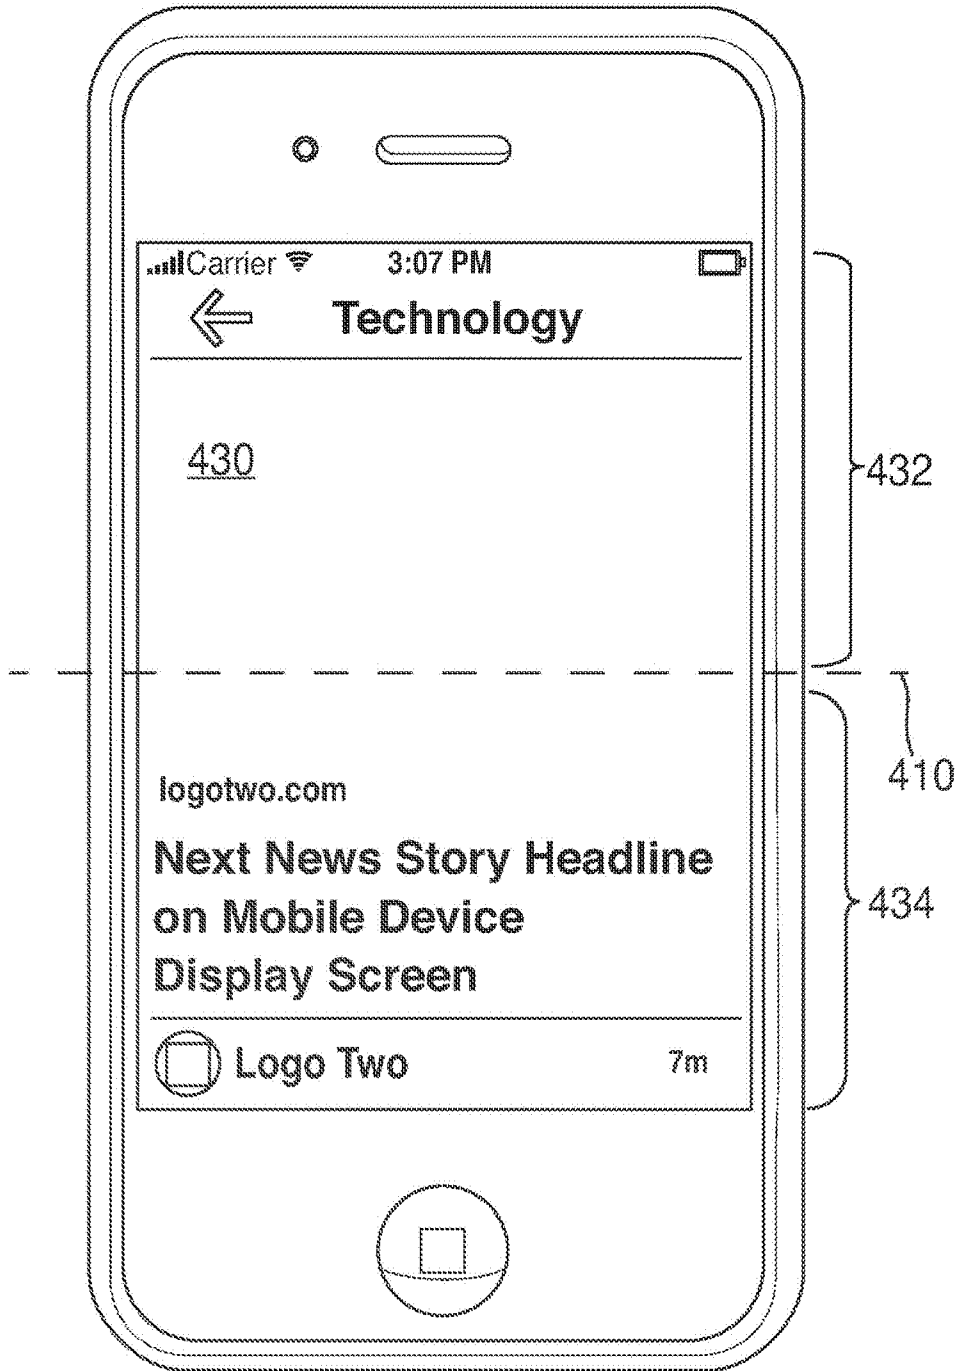 Carrier 3:07 PM
Technology
430
432
410
logotwo.com
Next News Story Headline
on Mobile Device
Display Screen
434
Logo Two 7m